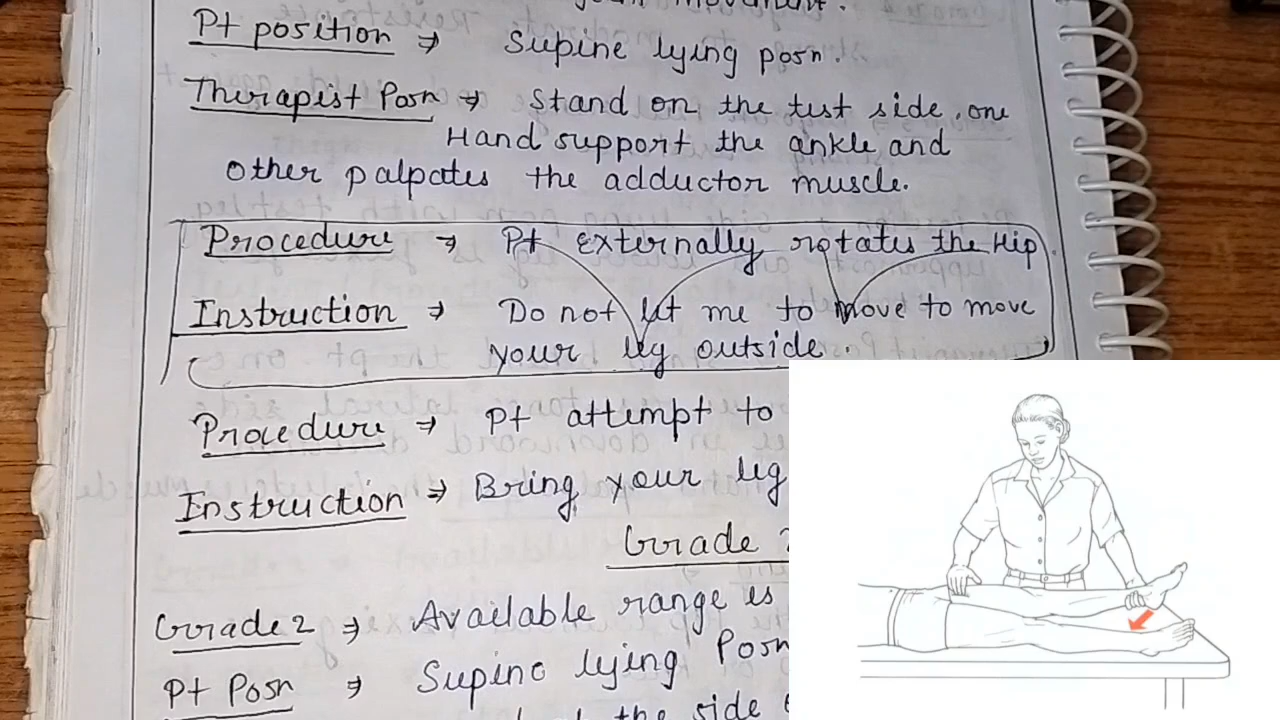 movement.
Pt position ⇒ Supine lying posn.
Therapist Posn ⇒ Stand on the test side, one
Hand support the ankle and
other palpates the adductor muscle.
Procedure ⇒ Pt externally rotates the Hip.
Instruction ⇒ Do not let me to move to move
your leg outside.
Procedure ⇒ Pt attempt to
Instruction ⇒ Bring your leg
Grade
Grade 2 ⇒ Available range is
Supine lying Posn
Pt Posn ⇒
the side